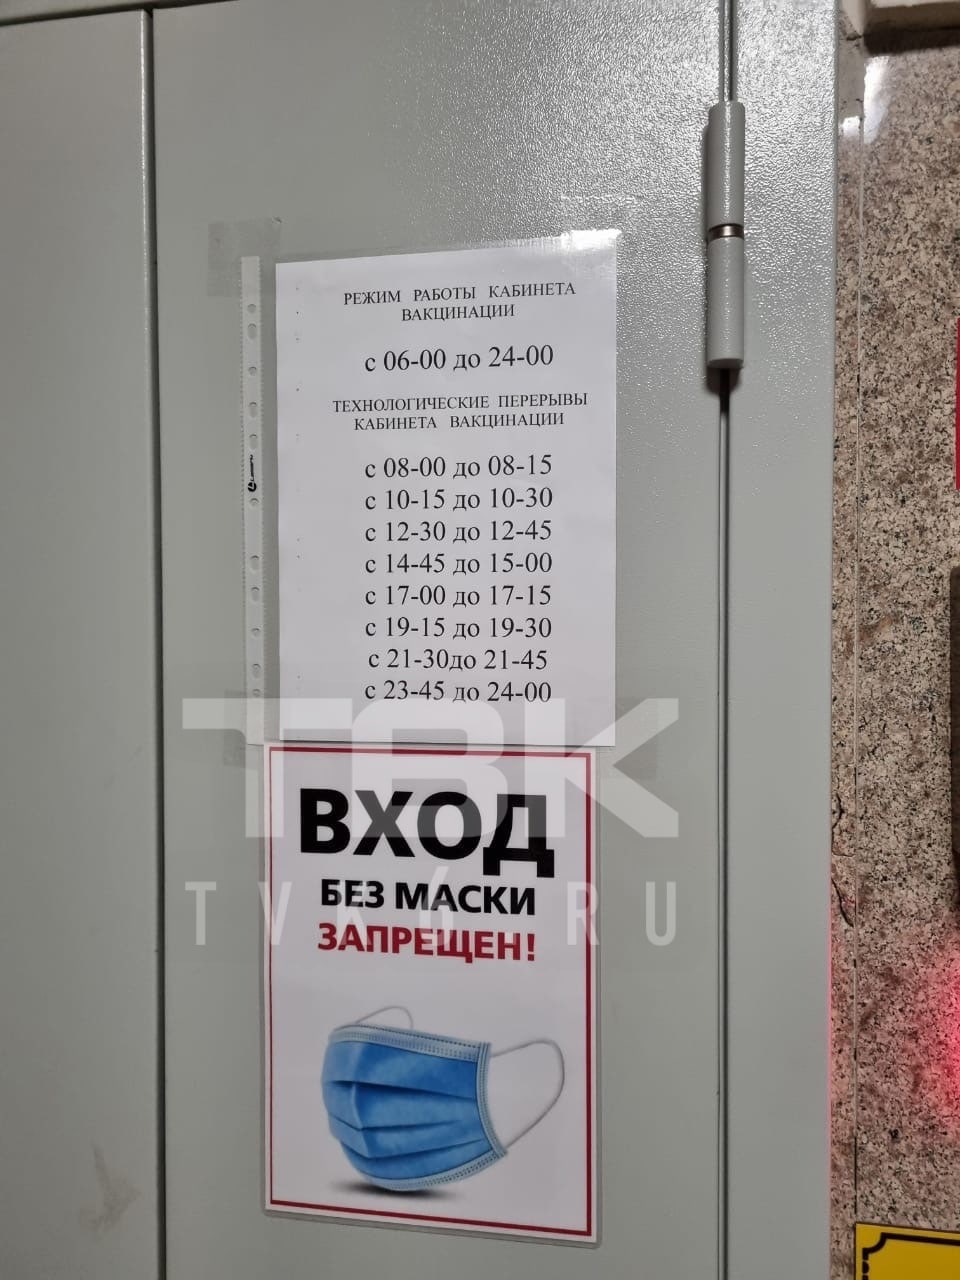 РЕЖИМ РАБОТЫ КАБИНЕТА
ВАКЦИНАЦИИ
с 06-00 до 24-00
ТЕХНОЛОГИЧЕСКИЕ ПЕРЕРЫВЫ
КАБИНЕТА ВАКЦИНАЦИИ
с 08-00 до 08-15
с 10-15 до 10-30
с 12-30 до 12-45
с 14-45 до 15-00
с 17-00 до 17-15
с 19-15 до 19-30
с 21-30до 21-45
с 23-45 до 24-00
ТВК
TVK6.RU
ВХОД
БЕЗ МАСКИ
ЗАПРЕЩЕН!